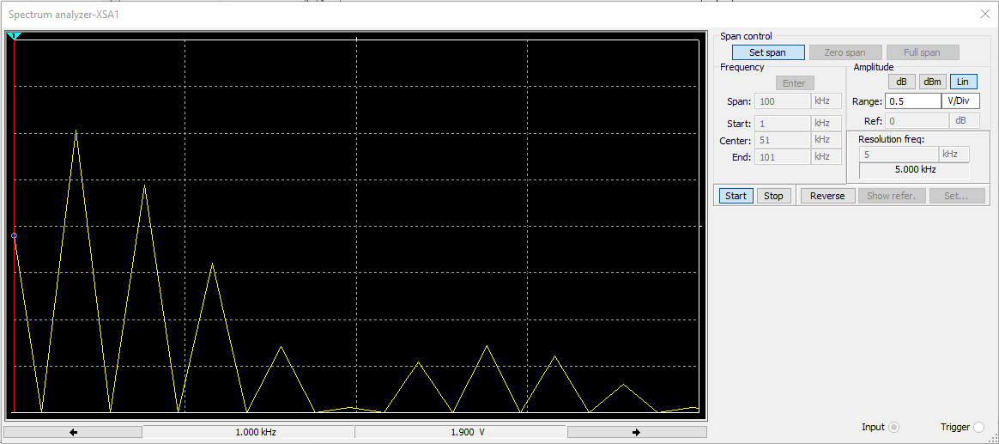 Spectrum analyzer-XSA1
1
Span control
Set span Zero span Full span
Frequency
Enter
Span: 100 kHz
Start: 1 kHz
Center: 51 kHz
End: 101 kHz
Amplitude
dB dBm Lin
Range: 0.5 V/Div
Ref: 0 dB
Resolution freq:
5 kHz
5.000 kHz
Start Stop Reverse Show refer. Set...
1.000 kHz 1.900 V
Input Trigger